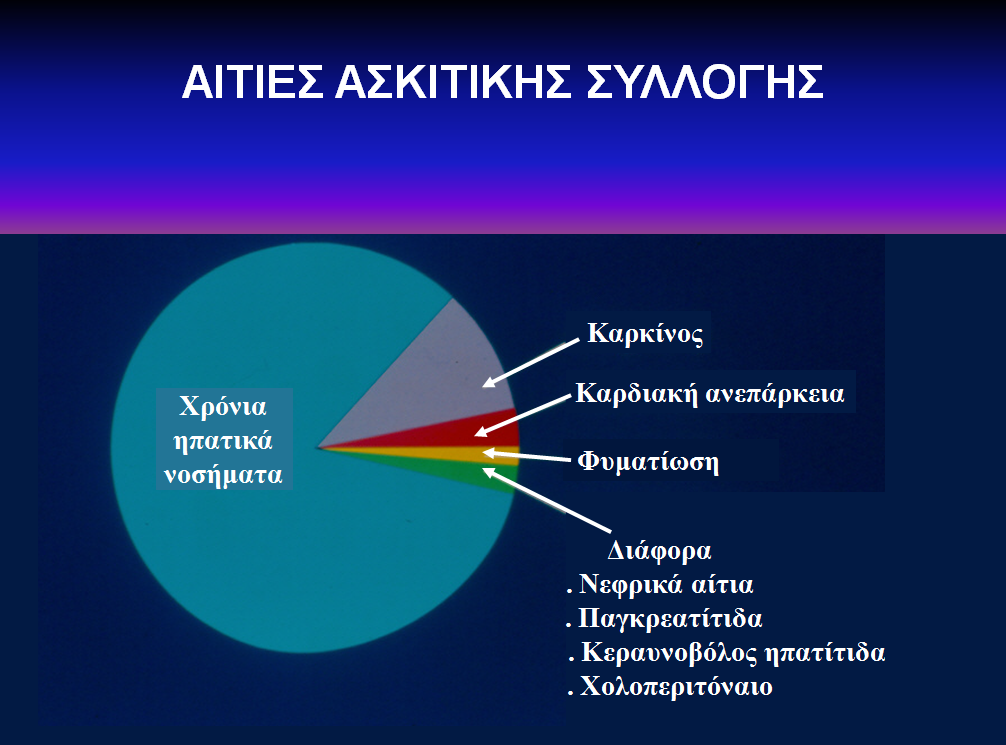 ΑΙΤΙΕΣ ΑΣΚΙΤΙΚΗΣ ΣΥΛΛΟΓΗΣ
Καρκίνος
Καρδιακή ανεπάρκεια
Χρόνια
ηπατικά
νοσήματα
Φυματίωση
Διάφορα
. Νεφρικά αίτια
. Παγκρεατίτιδα
. Κεραυνοβόλος ηπατίτιδα
. Χολοπεριτόναιο